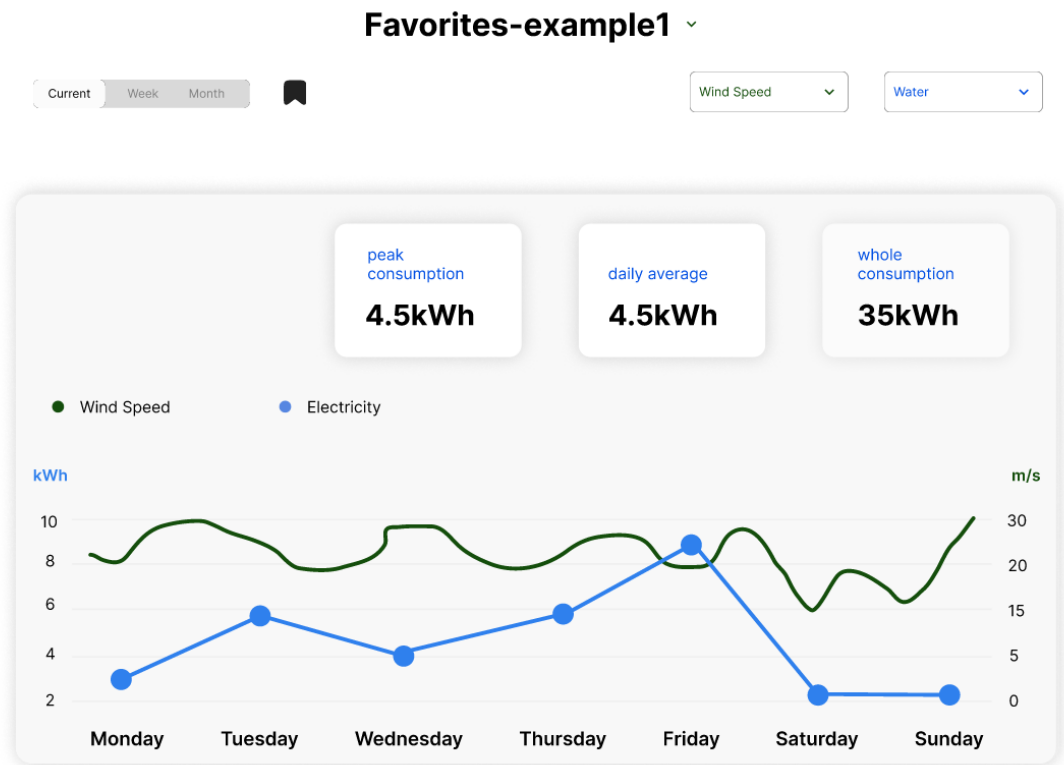 Favorites-example1
Current Week Month
Wind Speed
Water
peak
consumption
4.5kWh
daily average
4.5kWh
whole
consumption
35kWh
Wind Speed
Electricity
kWh
m/s
10
8
6
4
2
30
20
15
5
0
Monday Tuesday Wednesday Thursday Friday Saturday Sunday